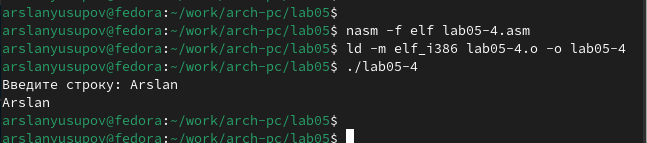 arslanyusupov@fedora:~/work/arch-pc/lab05$
arslanyusupov@fedora:~/work/arch-pc/lab05$ nasm -f elf lab05-4.asm
arslanyusupov@fedora:~/work/arch-pc/lab05$ ld -m elf_i386 lab05-4.o -o lab05-4
arslanyusupov@fedora:~/work/arch-pc/lab05$ ./lab05-4
Введите строку: Arslan
Arslan
arslanyusupov@fedora:~/work/arch-pc/lab05$
arslanyusupov@fedora:~/work/arch-pc/lab05$